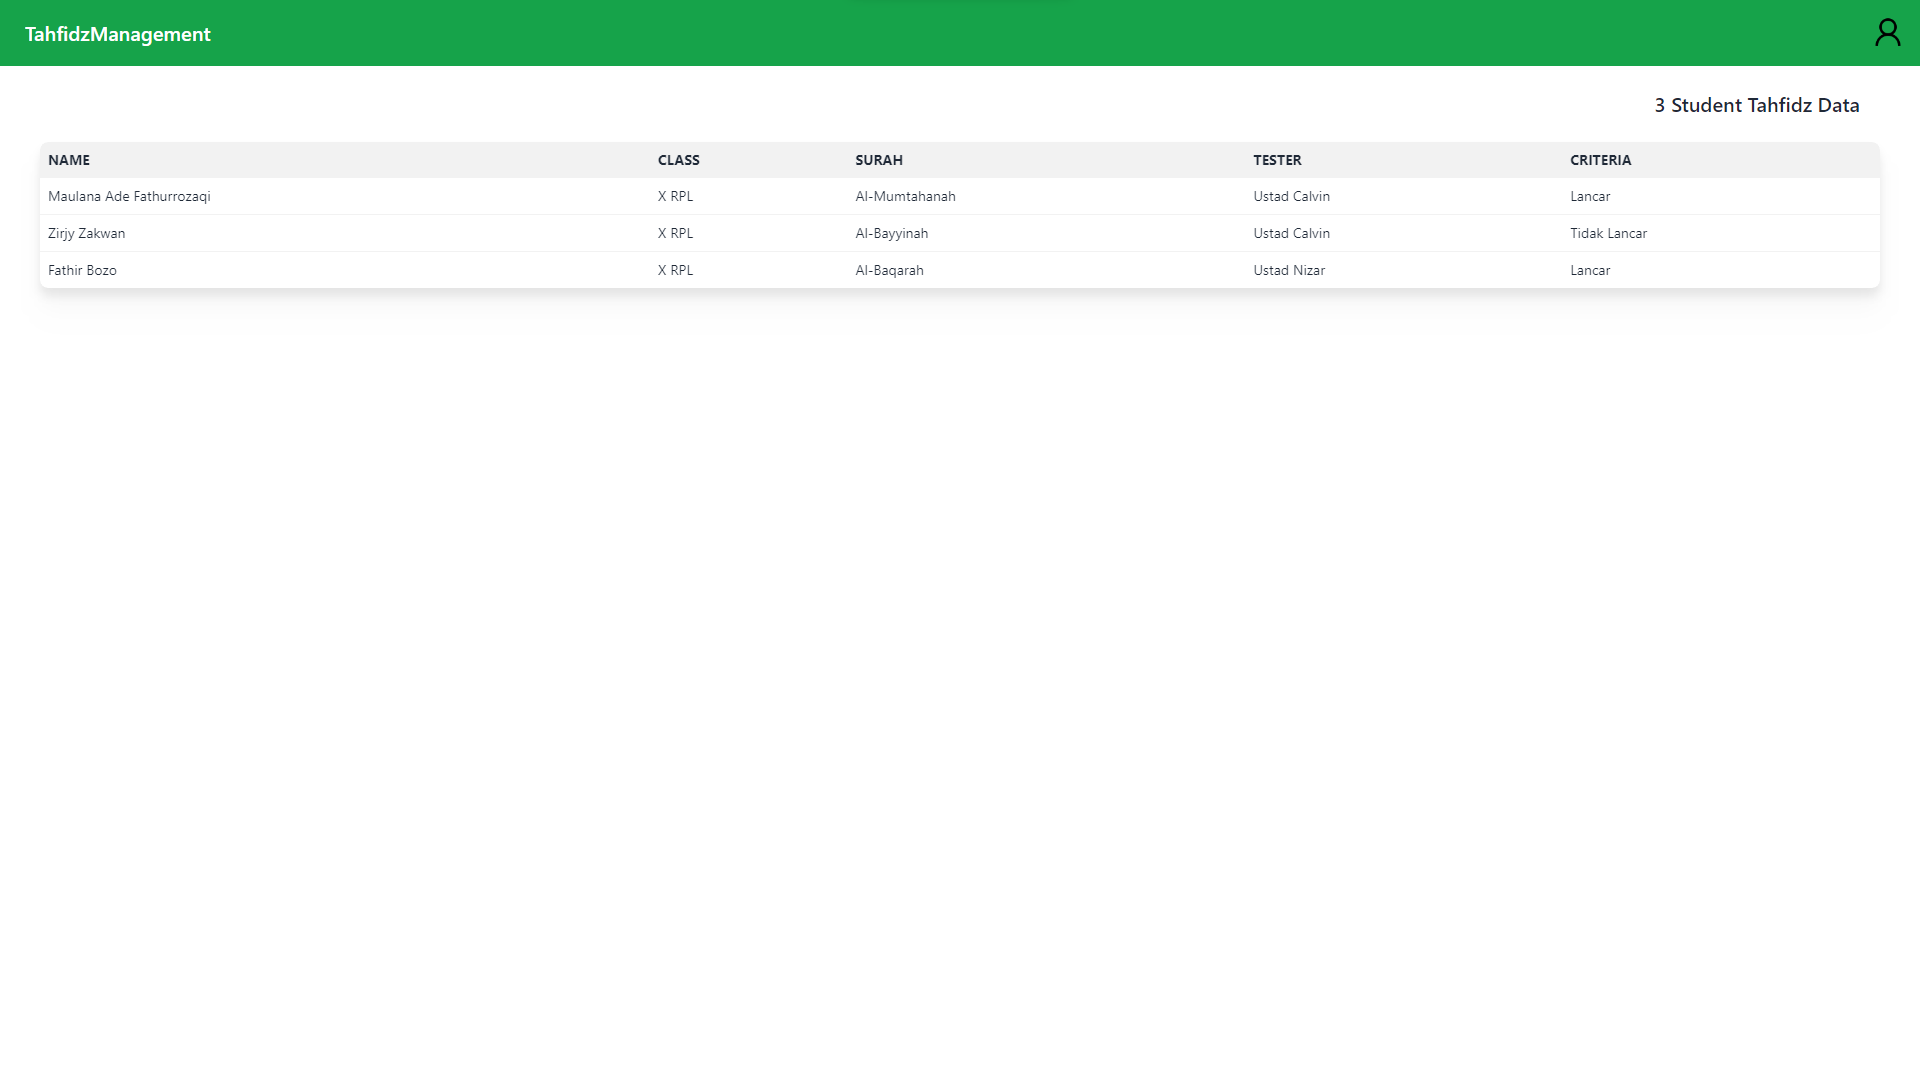 TahfidzManagement
3 Student Tahfidz Data
NAME CLASS SURAH TESTER CRITERIA
Maulana Ade Fathurrozaqi X RPL Al-Mumtahanah Ustad Calvin Lancar
Zirjy Zakwan X RPL Al-Bayyinah Ustad Calvin Tidak Lancar
Fathir Bozo X RPL Al-Baqarah Ustad Nizar Lancar